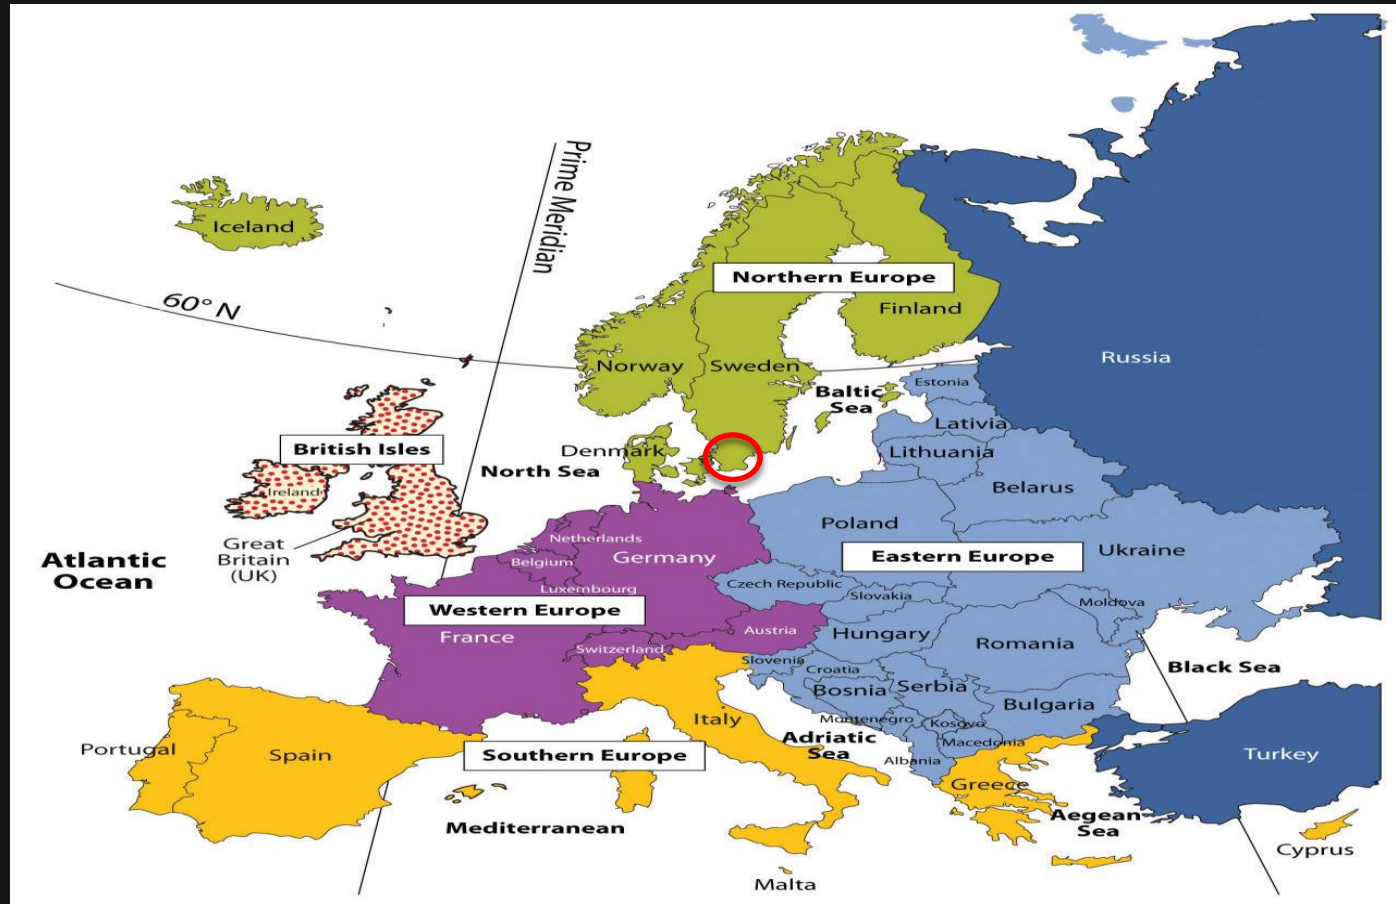 Prime Meridian
Iceland
60° N
Northern Europe
Finland
Norway
Sweden
Russia
Estonia
Baltic
Sea
Lativia
Denmark
British Isles
North Sea
Lithuania
Ireland
Belarus
Poland
Great
Britain
(UK)
Netherlands
Germany
Belgium
Eastern Europe
Ukraine
Atlantic
Ocean
Luxembourg
Czech Republic
Slovakia
Moldova
Western Europe
France
Austria
Hungary
Romania
Switzerland
Slovenia
Croatia
Black Sea
Bosnia
Serbia
Bulgaria
Italy
Montenegro
Kosovo
Adriatic
Sea
Macedonia
Albania
Portugal
Spain
Southern Europe
Turkey
Greece
Aegean
Sea
Mediterranean
Cyprus
Malta